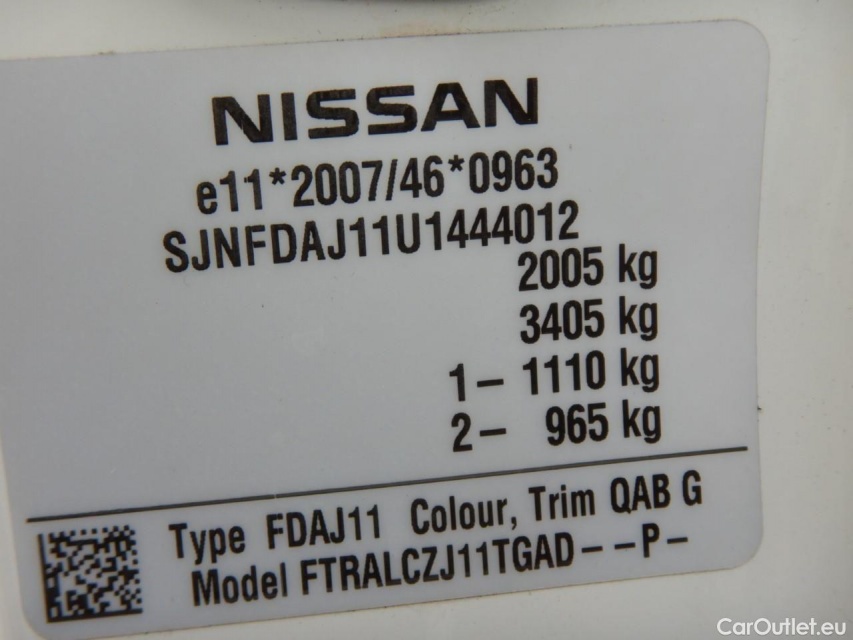 NISSAN
e11*2007/46*0963
SJNFDAJ11U1444012
2005 kg
3405 kg
1- 1110 kg
2- 965 kg
Type FDAJ11 Colour, Trim QAB G
Model FTRALCZJ11TGAD--P-
CarOutlet.eu